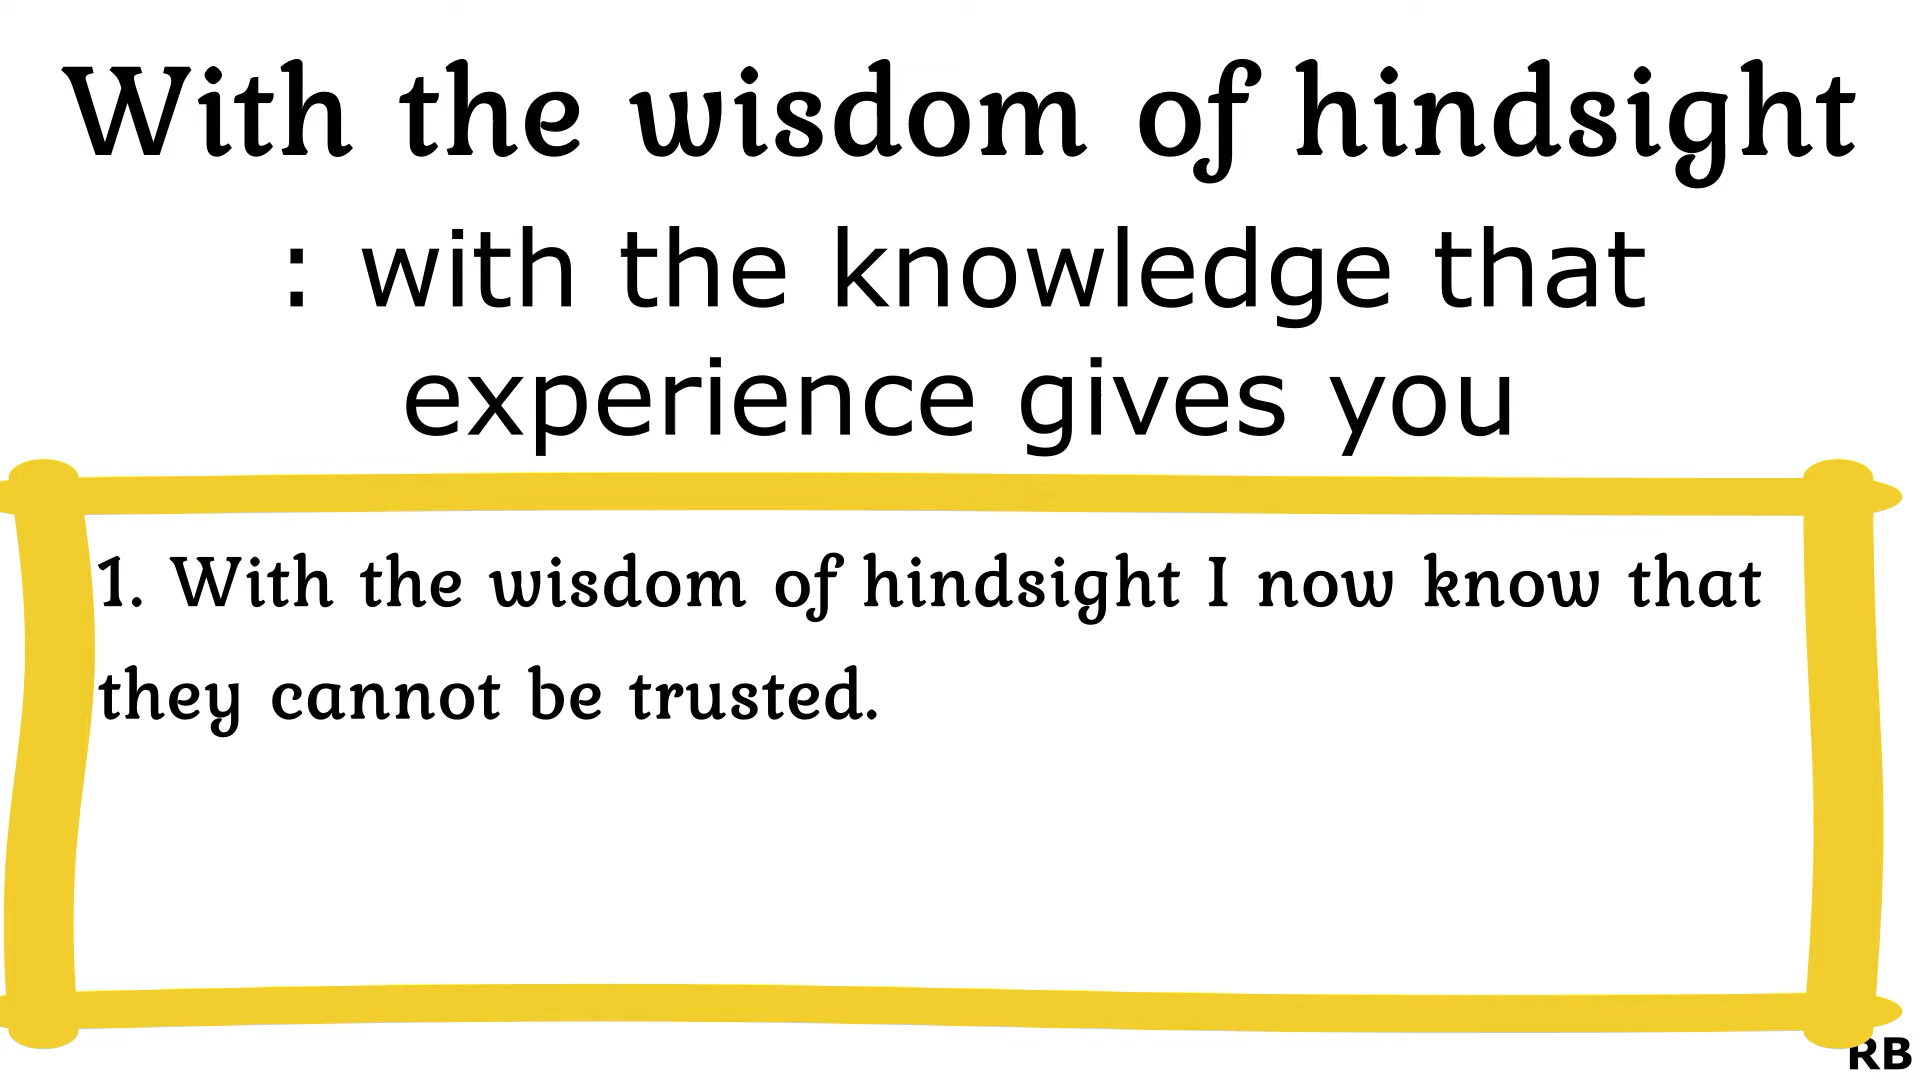 With the wisdom of hindsight
: with the knowledge that
experience gives you
1. With the wisdom of hindsight I now know that
they cannot be trusted.
RB